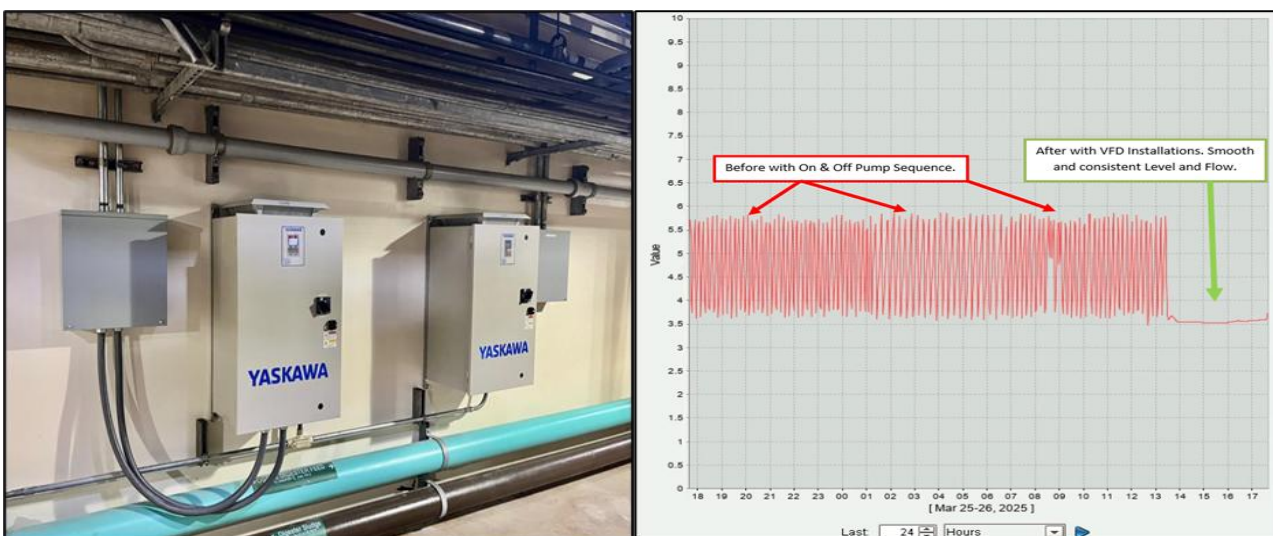 YASKAWA
YASKAWA
10
9.5
9
8.5
8
7.5
7
6.5
6
5.5
5
4.5
4
3.5
3
2.5
2
1.5
1
0.5
0
Value
Before with On & Off Pump Sequence.
After with VFD Installations. Smooth
and consistent Level and Flow.
18 19 20 21 22 23 00 01 02 03 04 05 06 07 08 09 10 11 12 13 14 15 16 17
[ Mar 25-26, 2025 ]
Last 24 Hours